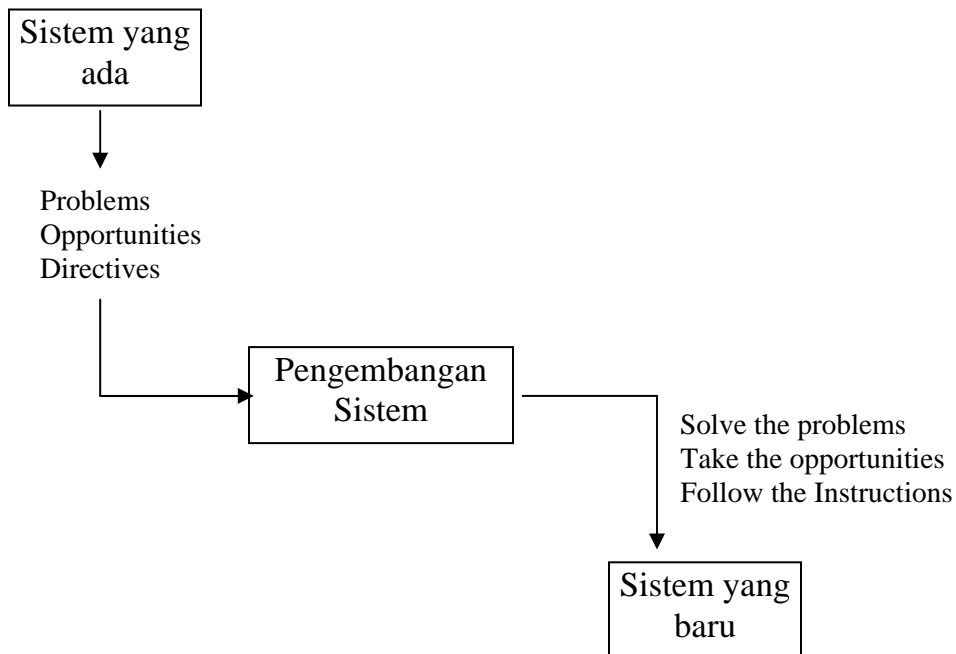 Sistem yang
ada
Problems
Opportunities
Directives
Pengembangan
Sistem
Solve the problems
Take the opportunities
Follow the Instructions
Sistem yang
baru